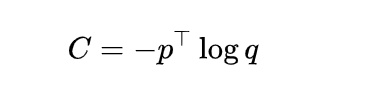 C = −p⊤ log q